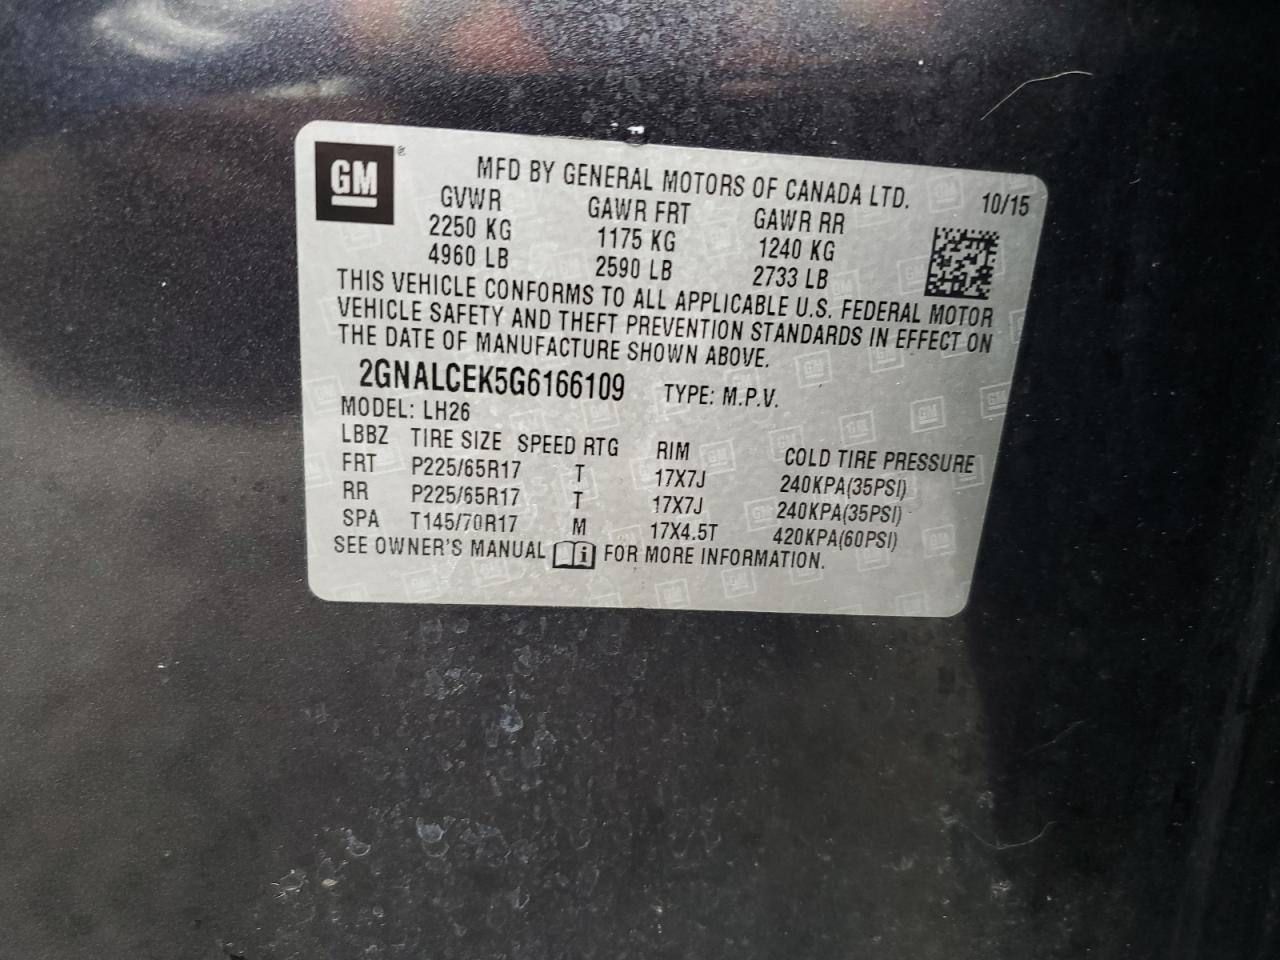 GM
MFD BY GENERAL MOTORS OF CANADA LTD. 10/15
GVWR GAWR FRT GAWR RR
2250 KG 1175 KG 1240 KG
4960 LB 2590 LB 2733 LB
THIS VEHICLE CONFORMS TO ALL APPLICABLE U.S. FEDERAL MOTOR
VEHICLE SAFETY AND THEFT PREVENTION STANDARDS IN EFFECT ON
THE DATE OF MANUFACTURE SHOWN ABOVE.
2GNALCEK5G6166109 TYPE: M.P.V.
MODEL: LH26
LBBZ TIRE SIZE SPEED RTG RIM COLD TIRE PRESSURE
FRT P225/65R17 T 17X7J 240KPA(35PSI)
RR P225/65R17 T 17X7J 240KPA(35PSI)
SPA T145/70R17 M 17X4.5T 420KPA(60PSI)
SEE OWNER'S MANUAL i FOR MORE INFORMATION.